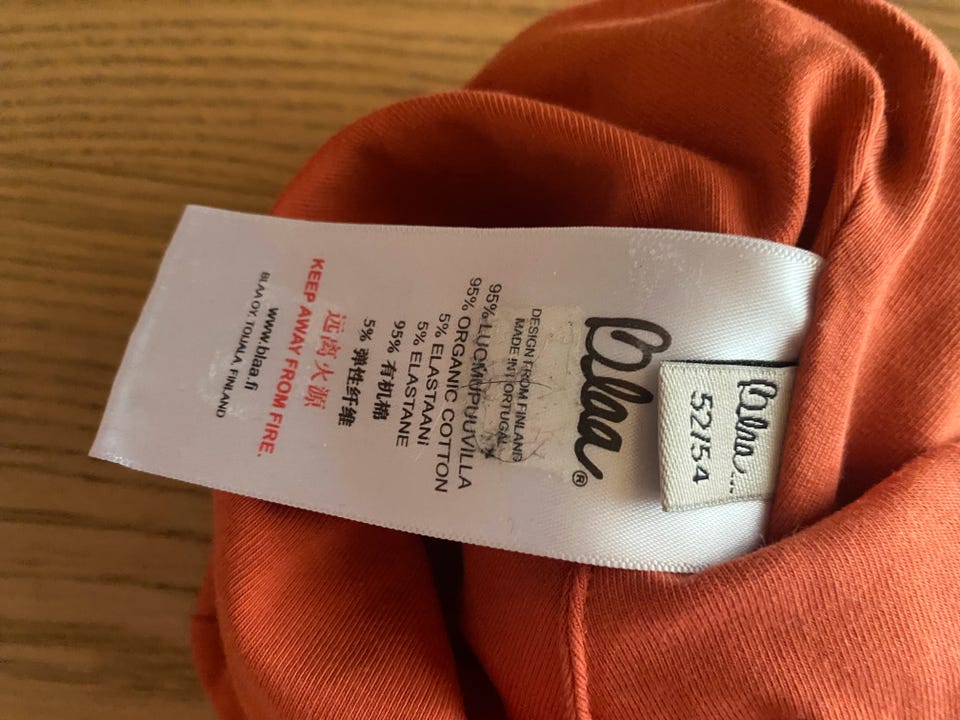 Blaa®
DESIGN FROM FINLAND
MADE IN PORTUGAL
95% LUOMUPUUVILLA
95% ORGANIC COTTON
5% ELASTAANI
5% ELASTANE
95% 有机棉
5% 弹性纤维
远离火源
KEEP AWAY FROM FIRE.
www.blaa.fi
BLAA OY, TOUALA FINLAND
Blaa...
52/54